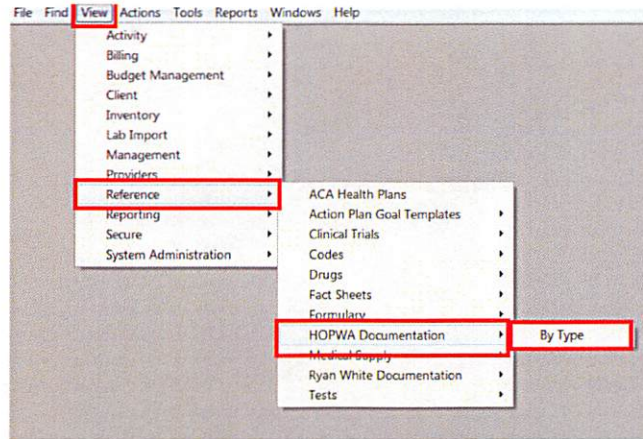 File Find View Actions Tools Reports Windows Help
Activity
Billing
Budget Management
Client
Inventory
Lab Import
Management
Providers
Reference
Reporting
Secure
System Administration
ACA Health Plans
Action Plan Goal Templates
Clinical Trials
Codes
Drugs
Fact Sheets
Formulary
HOPWA Documentation
By Type
Medical Supply
Ryan White Documentation
Tests